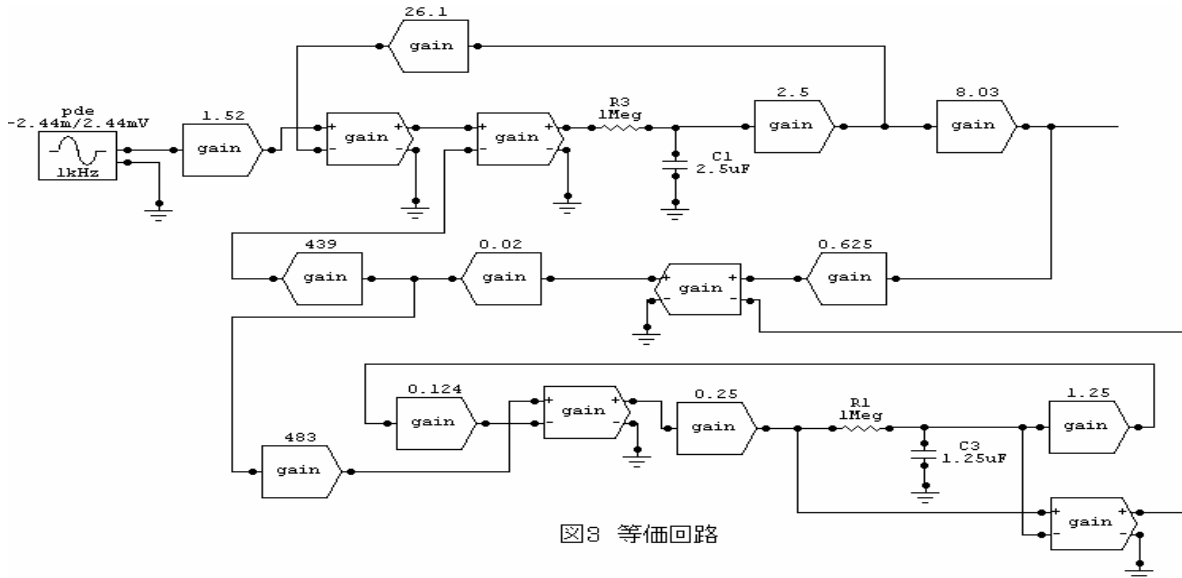 26.1
gain
pde
-2.44m/2.44mV
1kHz
1.52
gain
+
-
gain
+
-
+
-
gain
+
-
R3
1Meg
C1
2.5uF
2.5
gain
8.03
gain
439
gain
0.02
gain
+
-
gain
+
-
0.625
gain
0.124
gain
+
-
gain
+
-
0.25
gain
R1
1Meg
C3
1.25uF
1.25
gain
483
gain
+
-
gain
+
-
図3 等価回路